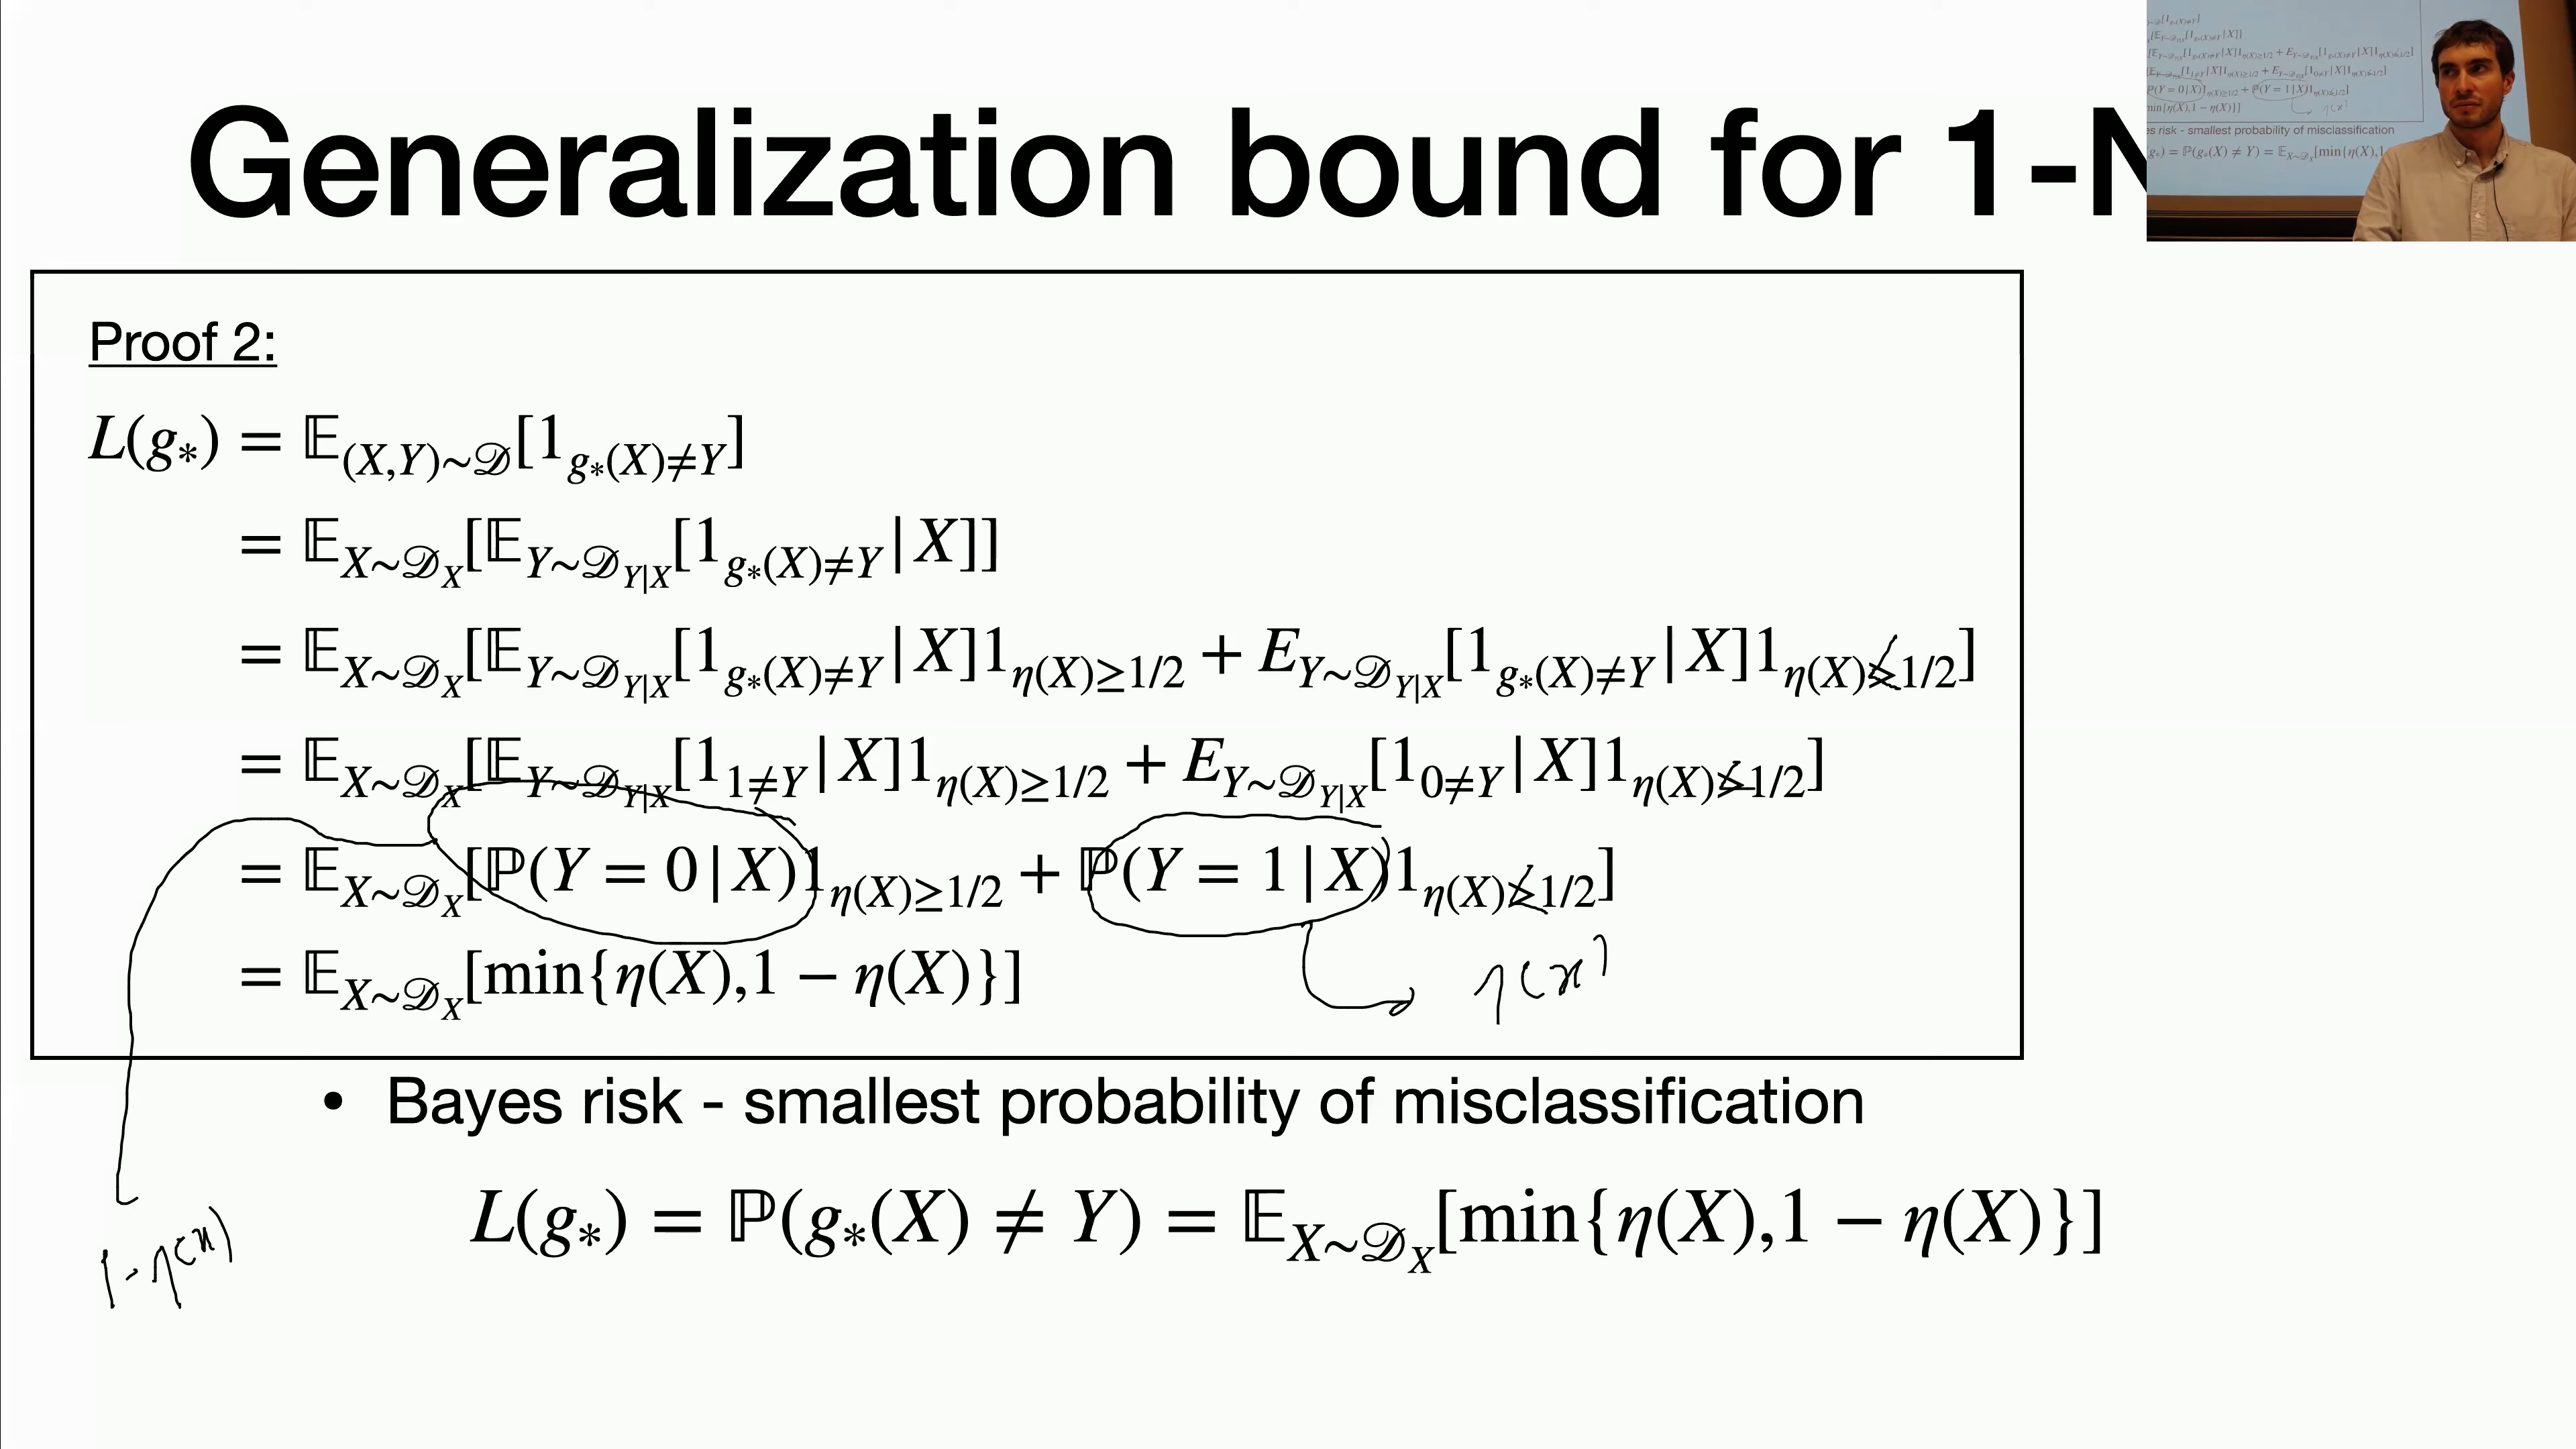 Generalization bound for 1-N
Proof 2:
L(g∗) = 𝔼(X,Y)∼𝒟[1g∗(X)≠Y]
= 𝔼X∼𝒟X[𝔼Y∼𝒟Y|X[1g∗(X)≠Y|X]]
= 𝔼X∼𝒟X[𝔼Y∼𝒟Y|X[1g∗(X)≠Y|X]1η(X)≥1/2 + EY∼𝒟Y|X[1g∗(X)≠Y|X]1η(X)≤1/2]
= 𝔼X∼𝒟X[𝔼Y∼𝒟Y|X[11≠Y|X]1η(X)≥1/2 + EY∼𝒟Y|X[10≠Y|X]1η(X)≤1/2]
= 𝔼X∼𝒟X[ℙ(Y = 0|X)1η(X)≥1/2 + ℙ(Y = 1|X)1η(X)≤1/2]
= 𝔼X∼𝒟X[min{η(X),1 − η(X)}]
η(x)
• Bayes risk - smallest probability of misclassification
L(g∗) = ℙ(g∗(X) ≠ Y) = 𝔼X∼𝒟X[min{η(X),1 − η(X)}]
1-η(x)